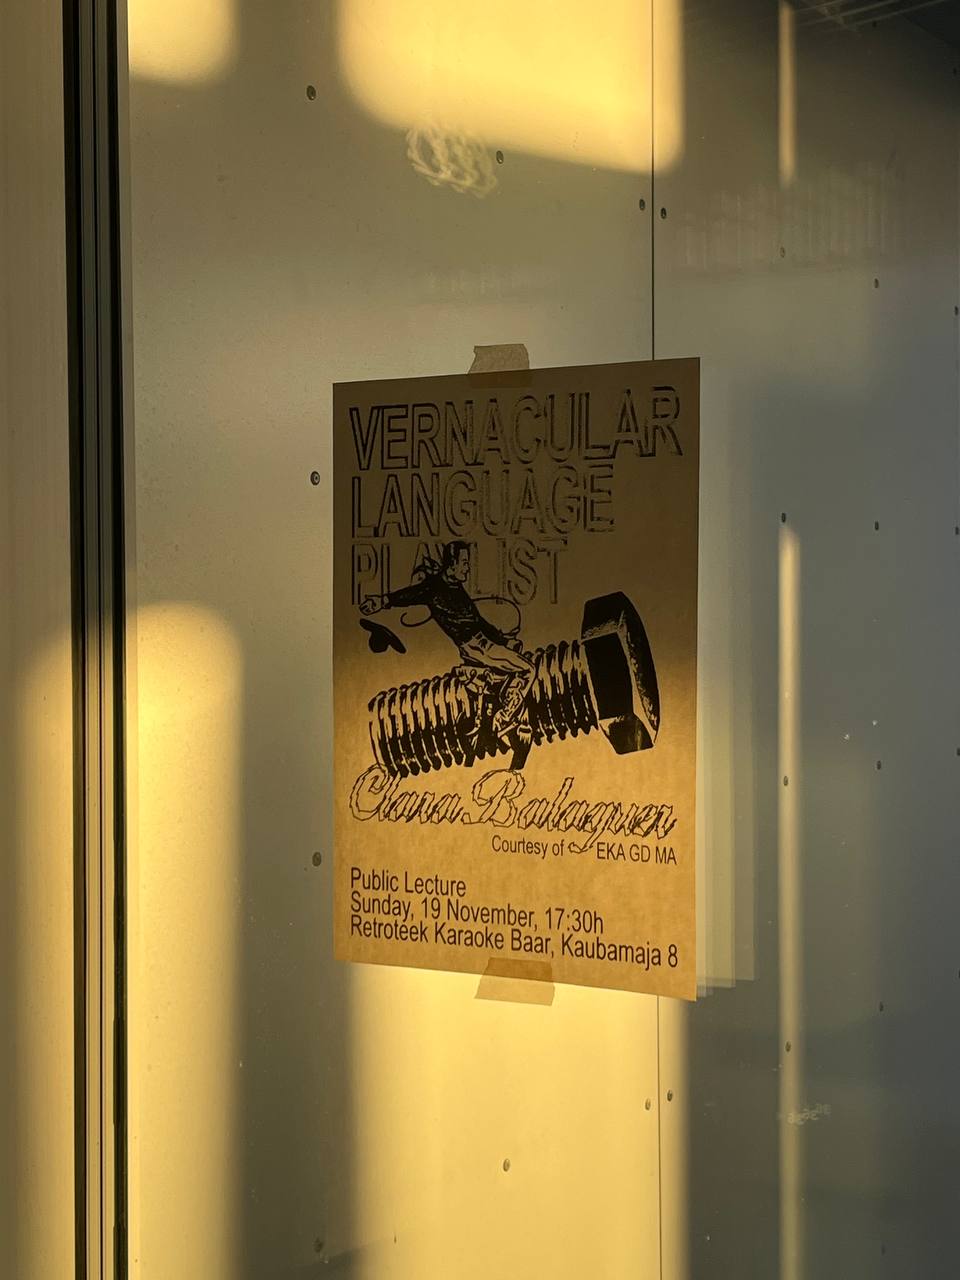 VERNACULAR
LANGUAGE
PLAYLIST
Clara Balaguer
Courtesy of EKA GD MA
Public Lecture
Sunday, 19 November, 17:30h
Retroteek Karaoke Baar, Kaubamaja 8